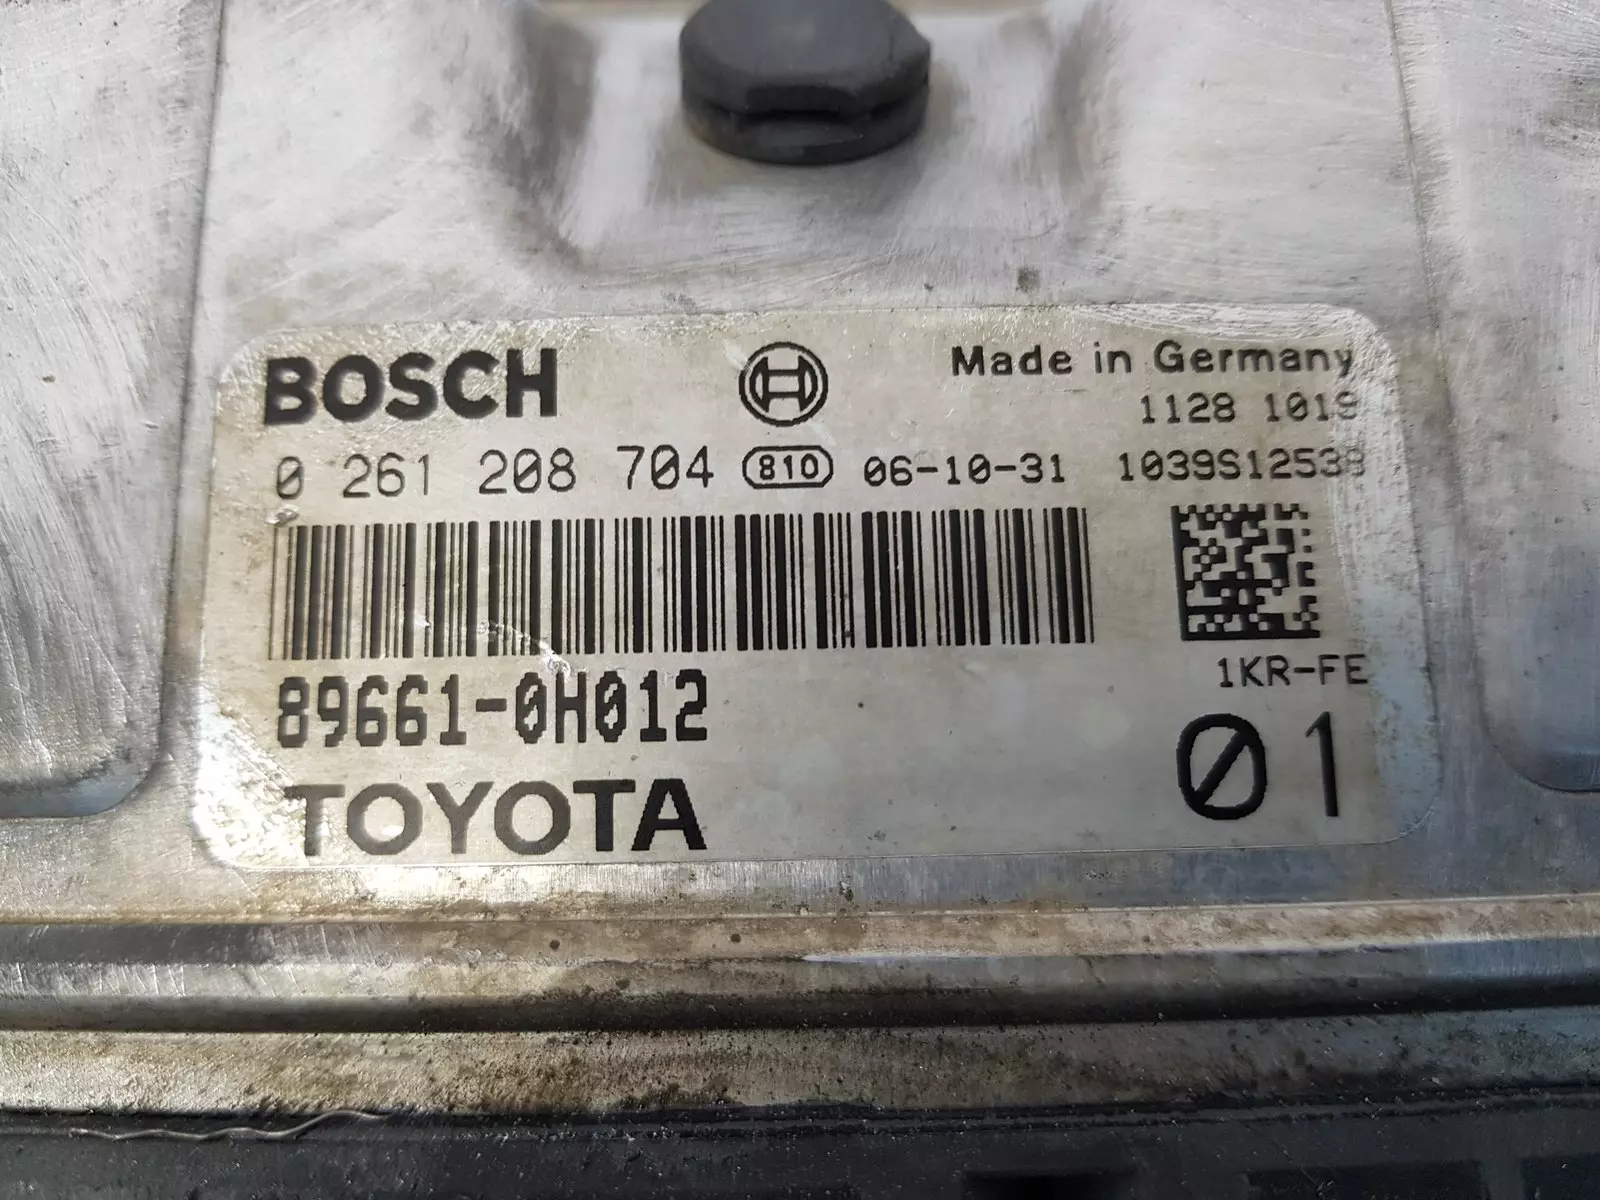 BOSCH
Made in Germany
1128 1019
0 261 208 704 810 06-10-31 1039S12539
89661-0H012
1KR-FE
TOYOTA
01